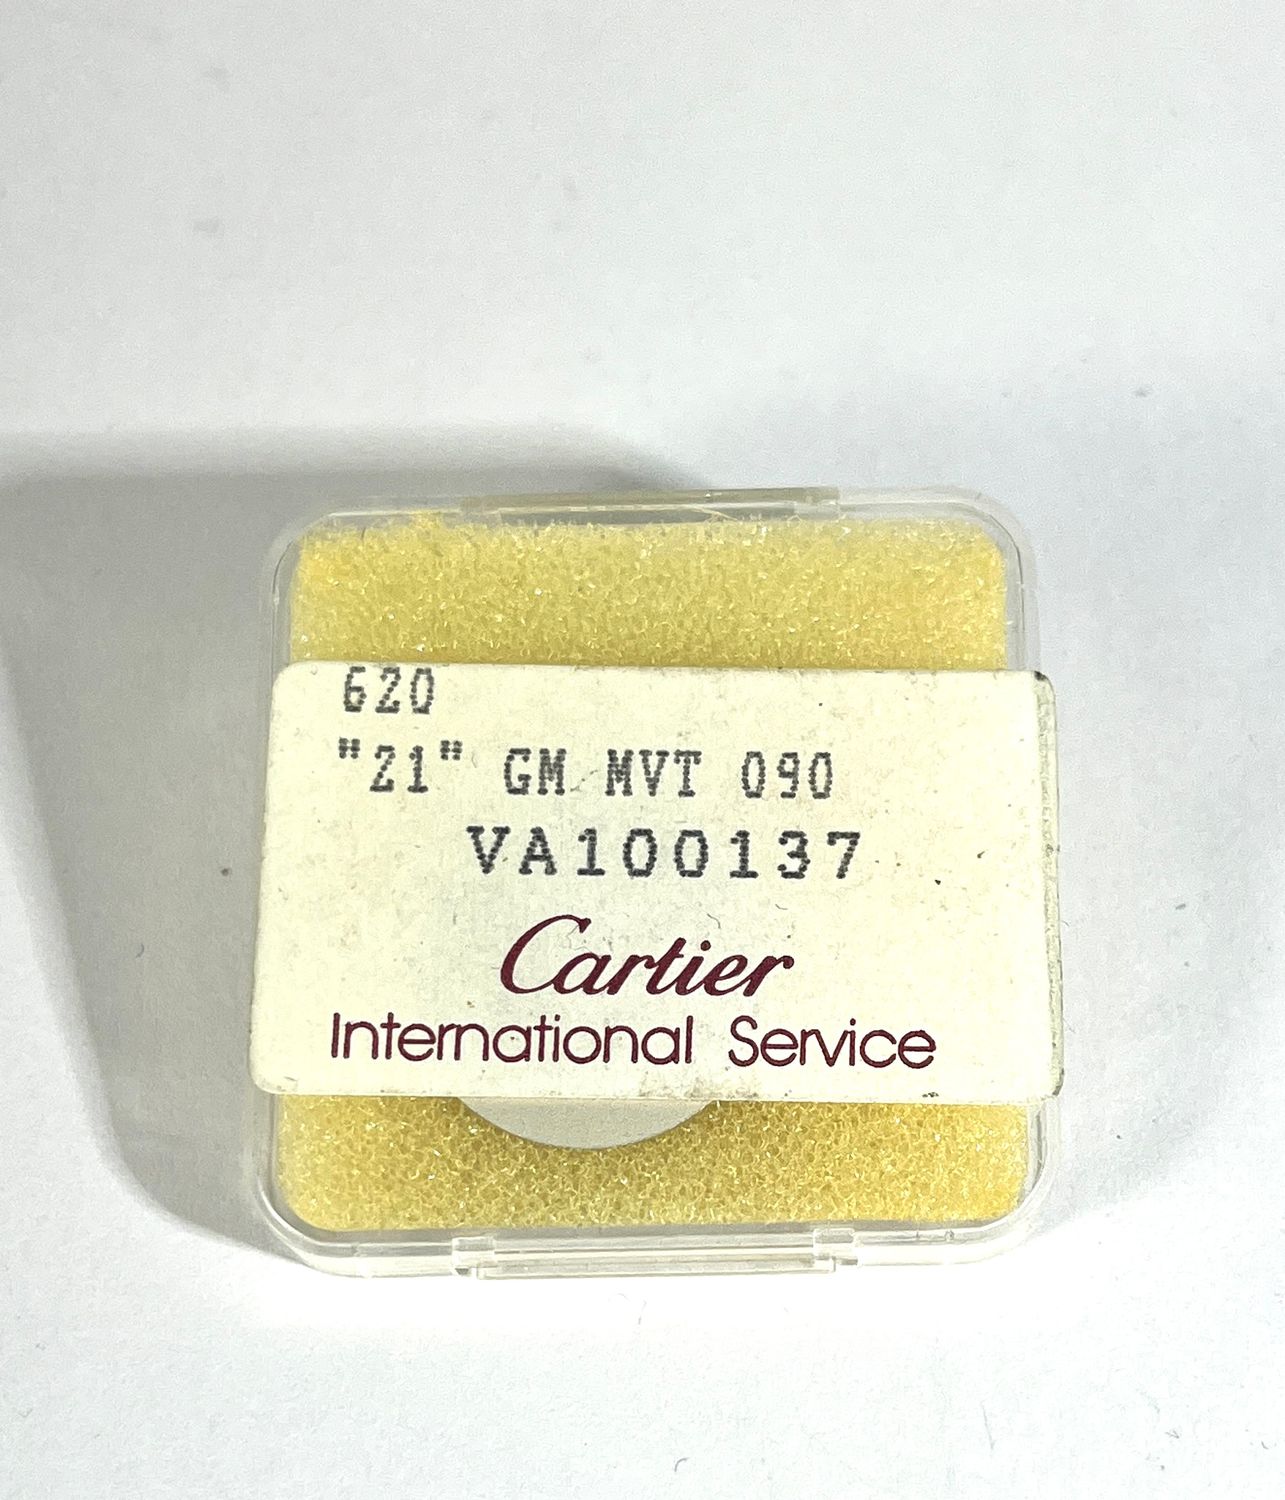 620
"21" GM MVT 090
VA100137
Cartier
International Service